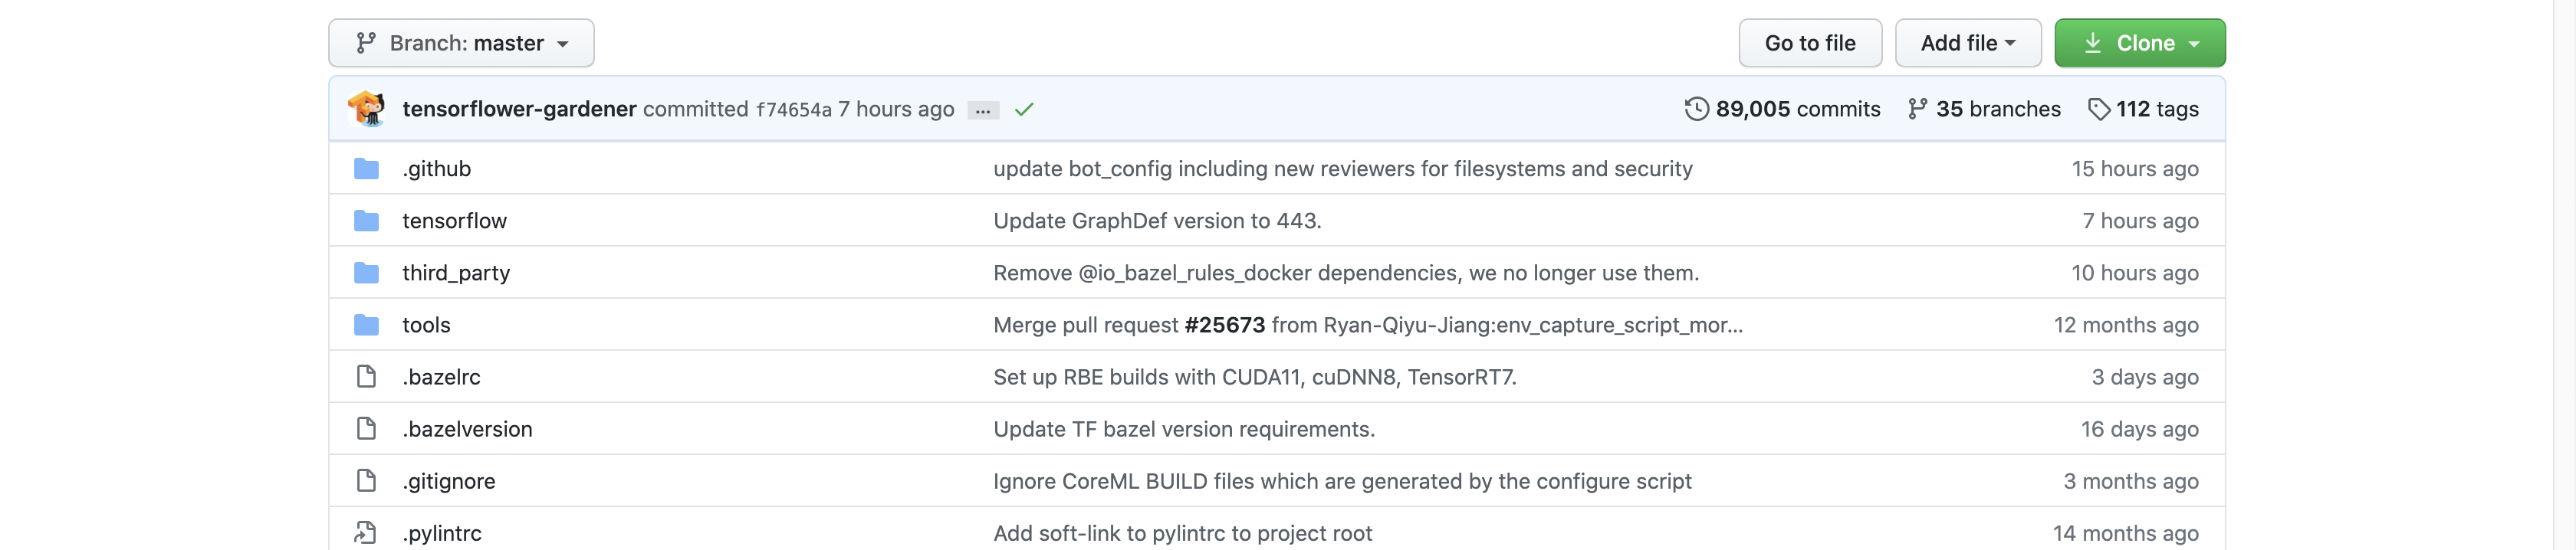 Branch: master Go to file Add file Clone
tensorflower-gardener committed f74654a 7 hours ago ... 89,005 commits 35 branches 112 tags
.github update bot_config including new reviewers for filesystems and security 15 hours ago
tensorflow Update GraphDef version to 443. 7 hours ago
third_party Remove @io_bazel_rules_docker dependencies, we no longer use them. 10 hours ago
tools Merge pull request #25673 from Ryan-Qiyu-Jiang:env_capture_script_mor... 12 months ago
.bazelrc Set up RBE builds with CUDA11, cuDNN8, TensorRT7. 3 days ago
.bazelversion Update TF bazel version requirements. 16 days ago
.gitignore Ignore CoreML BUILD files which are generated by the configure script 3 months ago
.pylintrc Add soft-link to pylintrc to project root 14 months ago